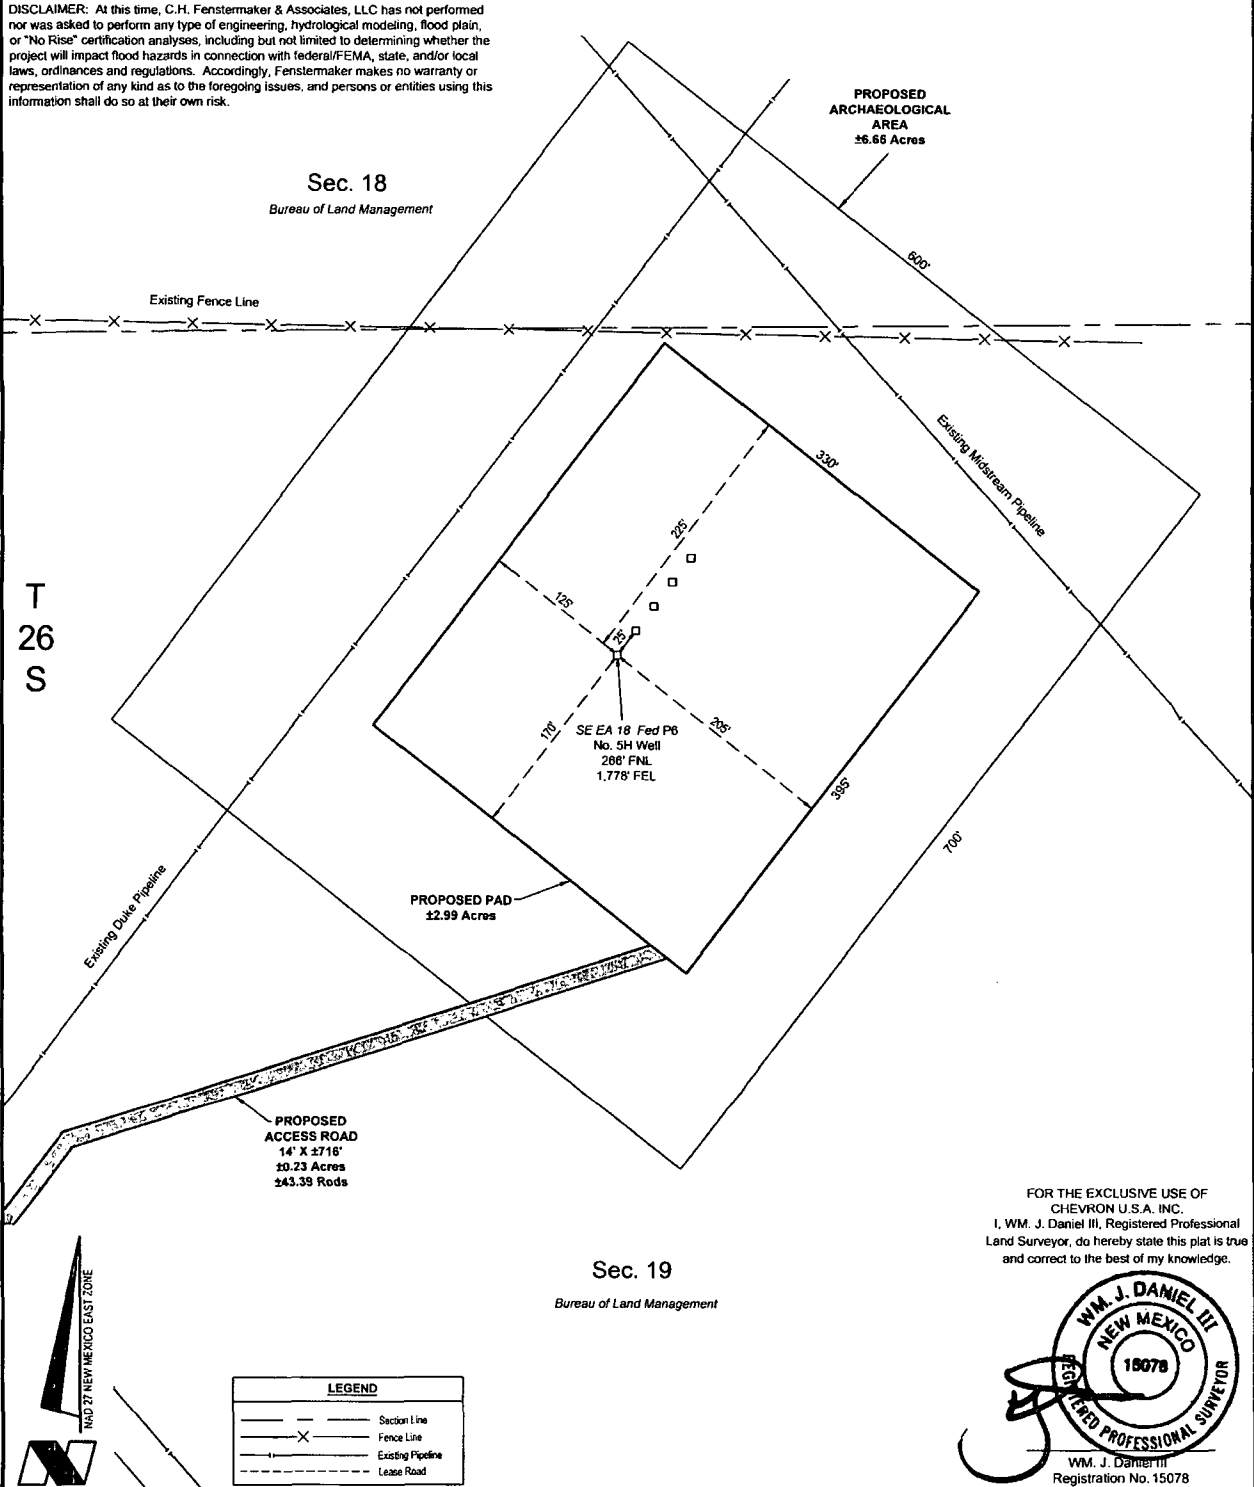 DISCLAIMER: At this time, C.H. Fenstermaker & Associates, LLC has not performed
nor was asked to perform any type of engineering, hydrological modeling, flood plain,
or "No Rise" certification analyses, including but not limited to determining whether the
project will impact flood hazards in connection with federal/FEMA, state, and/or local
laws, ordinances and regulations. Accordingly, Fenstermaker makes no warranty or
representation of any kind as to the foregoing issues, and persons or entities using this
information shall do so at their own risk.
PROPOSED
ARCHAEOLOGICAL
AREA
±6.66 Acres
Sec. 18
Bureau of Land Management
600'
Existing Fence Line
330'
Existing Midstream Pipeline
225'
T
26
S
125'
25'
170'
205'
SE EA 18 Fed P6
No. 5H Well
266' FNL
1,778' FEL
395'
700'
PROPOSED PAD
±2.99 Acres
Existing Duke Pipeline
PROPOSED
ACCESS ROAD
14' X ±716'
±0.23 Acres
±43.39 Rods
FOR THE EXCLUSIVE USE OF
CHEVRON U.S.A. INC.
I, WM. J. Daniel III, Registered Professional
Land Surveyor, do hereby state this plat is true
and correct to the best of my knowledge.
Sec. 19
Bureau of Land Management
NAD 27 NEW MEXICO EAST ZONE
LEGEND
Section Line
Fence Line
Existing Pipeline
Lease Road
WM. J. DANIEL III
NEW MEXICO
15078
REGISTERED PROFESSIONAL SURVEYOR
WM. J. Daniel III
Registration No. 15078